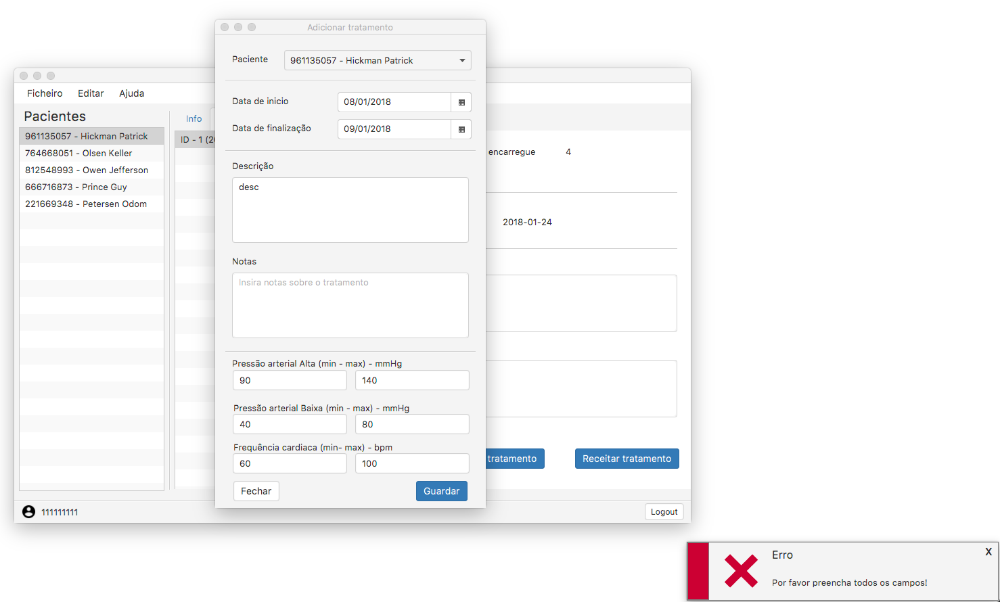 Adicionar tratamento
Paciente 961135057 - Hickman Patrick
Data de inicio 08/01/2018
Data de finalização 09/01/2018
Descrição
desc
Notas
Insira notas sobre o tratamento
Pressão arterial Alta (min - max) - mmHg
90 140
Pressão arterial Baixa (min - max) - mmHg
40 80
Frequência cardiaca (min- max) - bpm
60 100
Fechar Guardar
Ficheiro Editar Ajuda
Pacientes
961135057 - Hickman Patrick
764668051 - Olsen Keller
812548993 - Owen Jefferson
666716873 - Prince Guy
221669348 - Petersen Odom
Info
ID - 1 (20
encarregue 4
2018-01-24
tratamento Receitar tratamento
111111111 Logout
Erro X
Por favor preencha todos os campos!